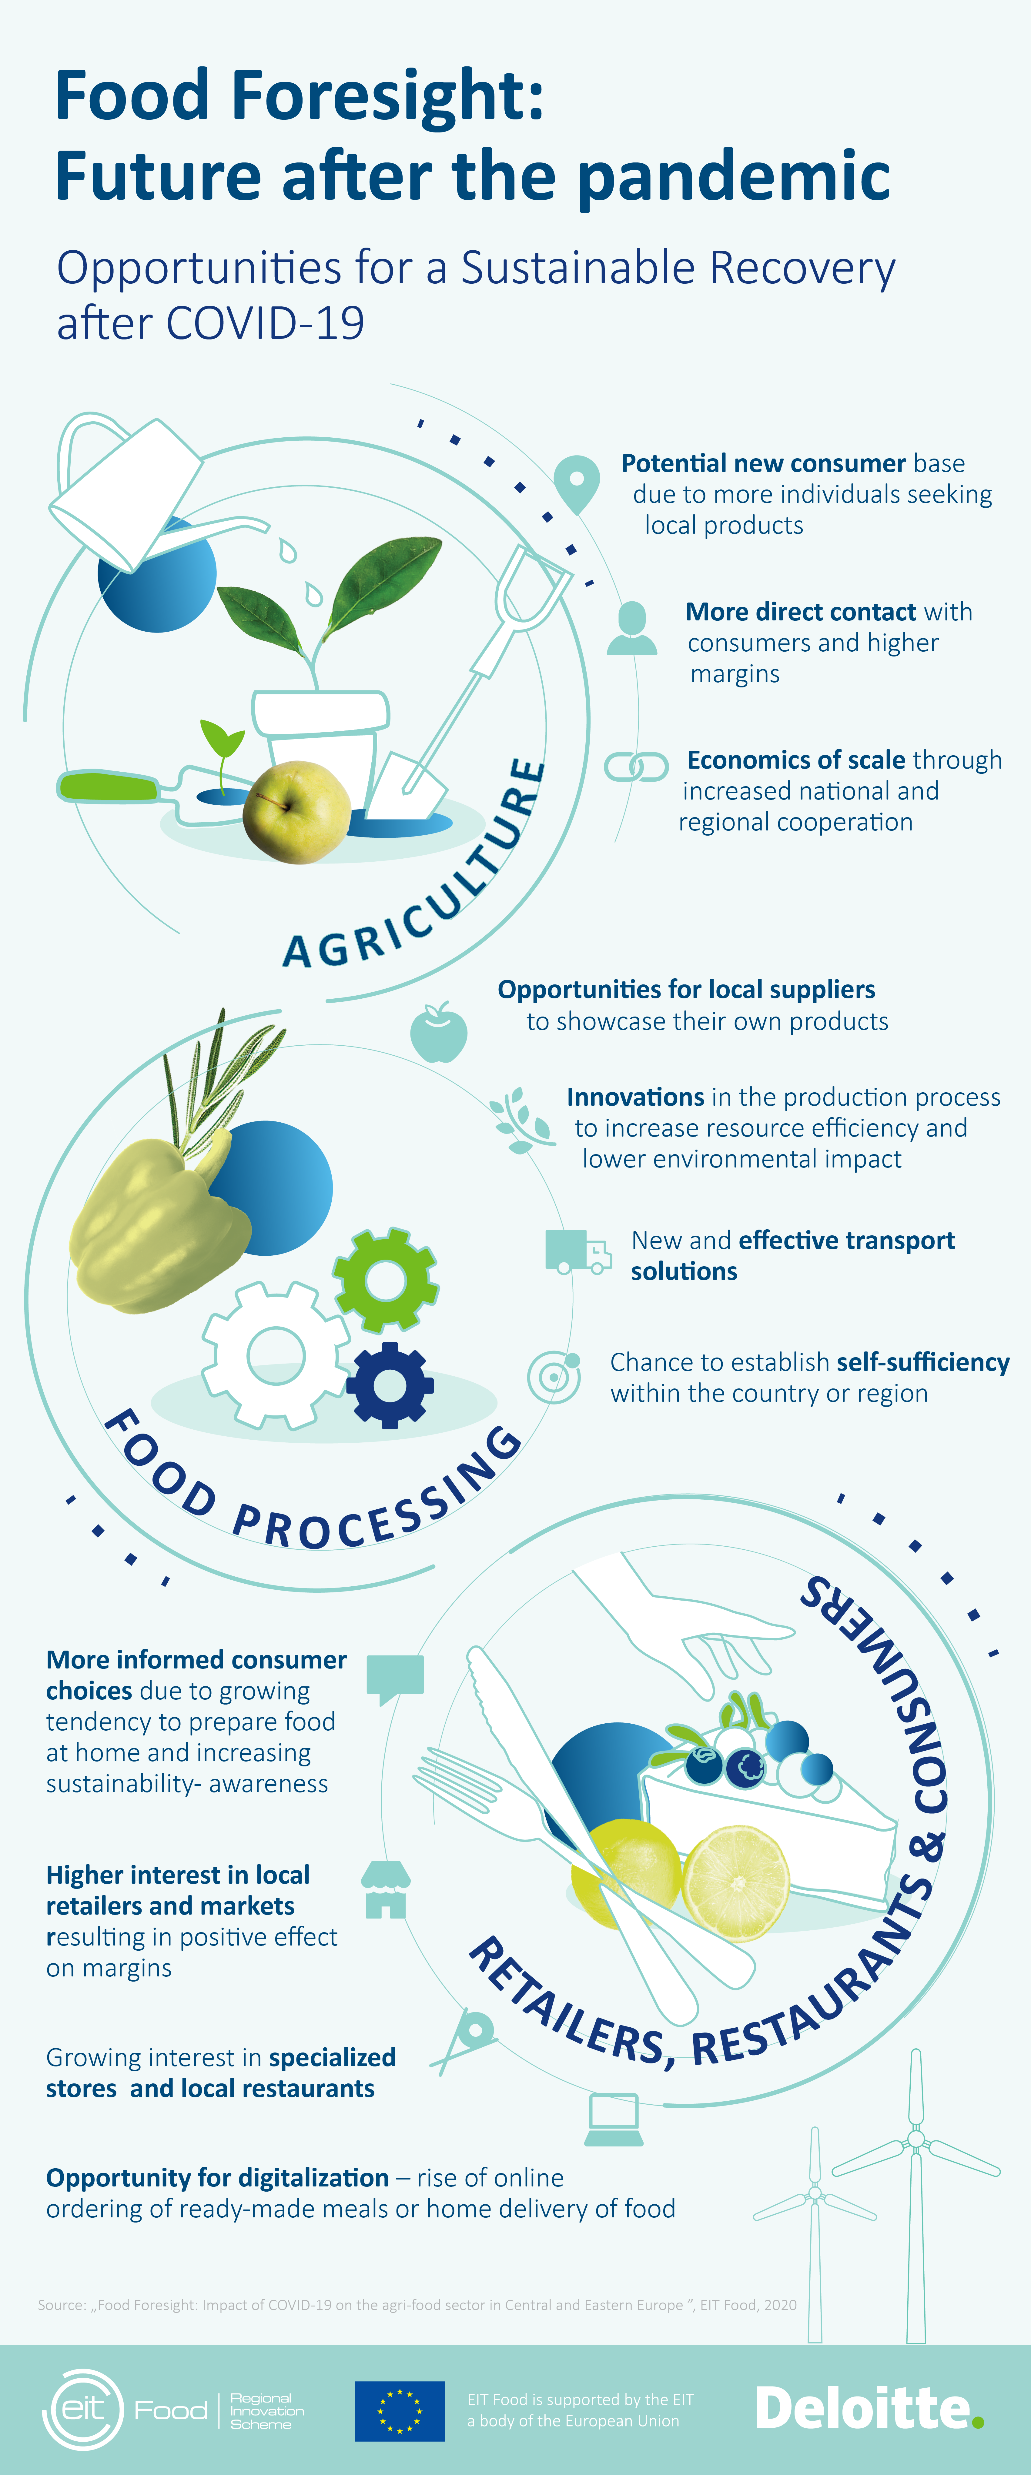 Food Foresight:
Future after the pandemic
Opportunities for a Sustainable Recovery
after COVID-19
Potential new consumer base
due to more individuals seeking
local products
More direct contact with
consumers and higher
margins
Economics of scale through
increased national and
regional cooperation
AGRICULTURE
Opportunities for local suppliers
to showcase their own products
Innovations in the production process
to increase resource efficiency and
lower environmental impact
New and effective transport
solutions
Chance to establish self-sufficiency
within the country or region
FOOD PROCESSING
More informed consumer
choices due to growing
tendency to prepare food
at home and increasing
sustainability- awareness
Higher interest in local
retailers and markets
resulting in positive effect
on margins
Growing interest in specialized
stores and local restaurants
RETAILERS, RESTAURANTS & CONSUMERS
Opportunity for digitalization – rise of online
ordering of ready-made meals or home delivery of food
Source: „Food Foresight: Impact of COVID-19 on the agri-food sector in Central and Eastern Europe ”, EIT Food, 2020
eit Food
Regional
Innovation
Scheme
EIT Food is supported by the EIT
a body of the European Union
Deloitte.